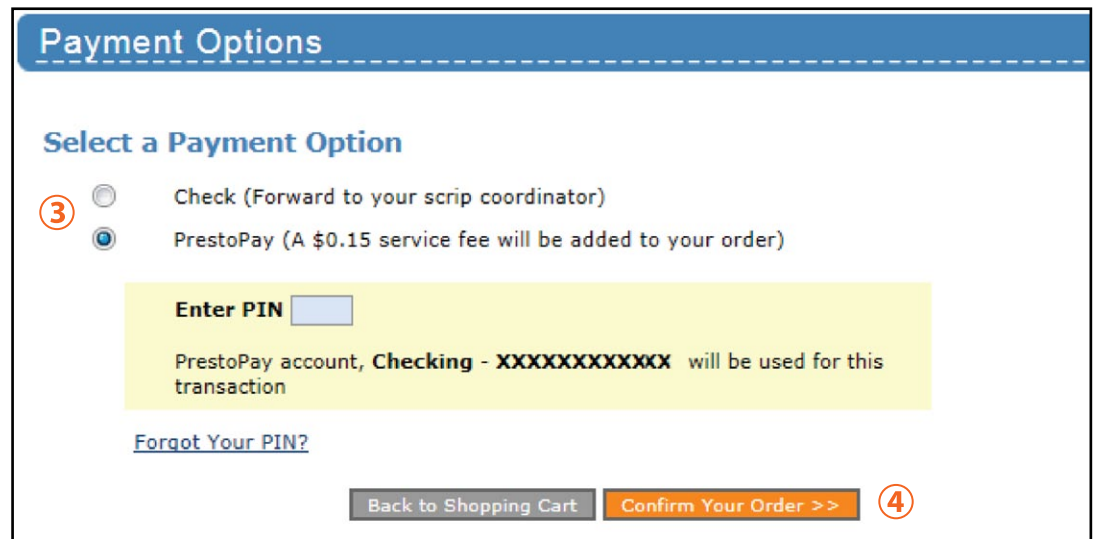 Payment Options
Select a Payment Option
③
Check (Forward to your scrip coordinator)
PrestoPay (A $0.15 service fee will be added to your order)
Enter PIN
PrestoPay account, Checking - XXXXXXXXXXXX will be used for this
transaction
Forgot Your PIN?
Back to Shopping Cart Confirm Your Order >> ④